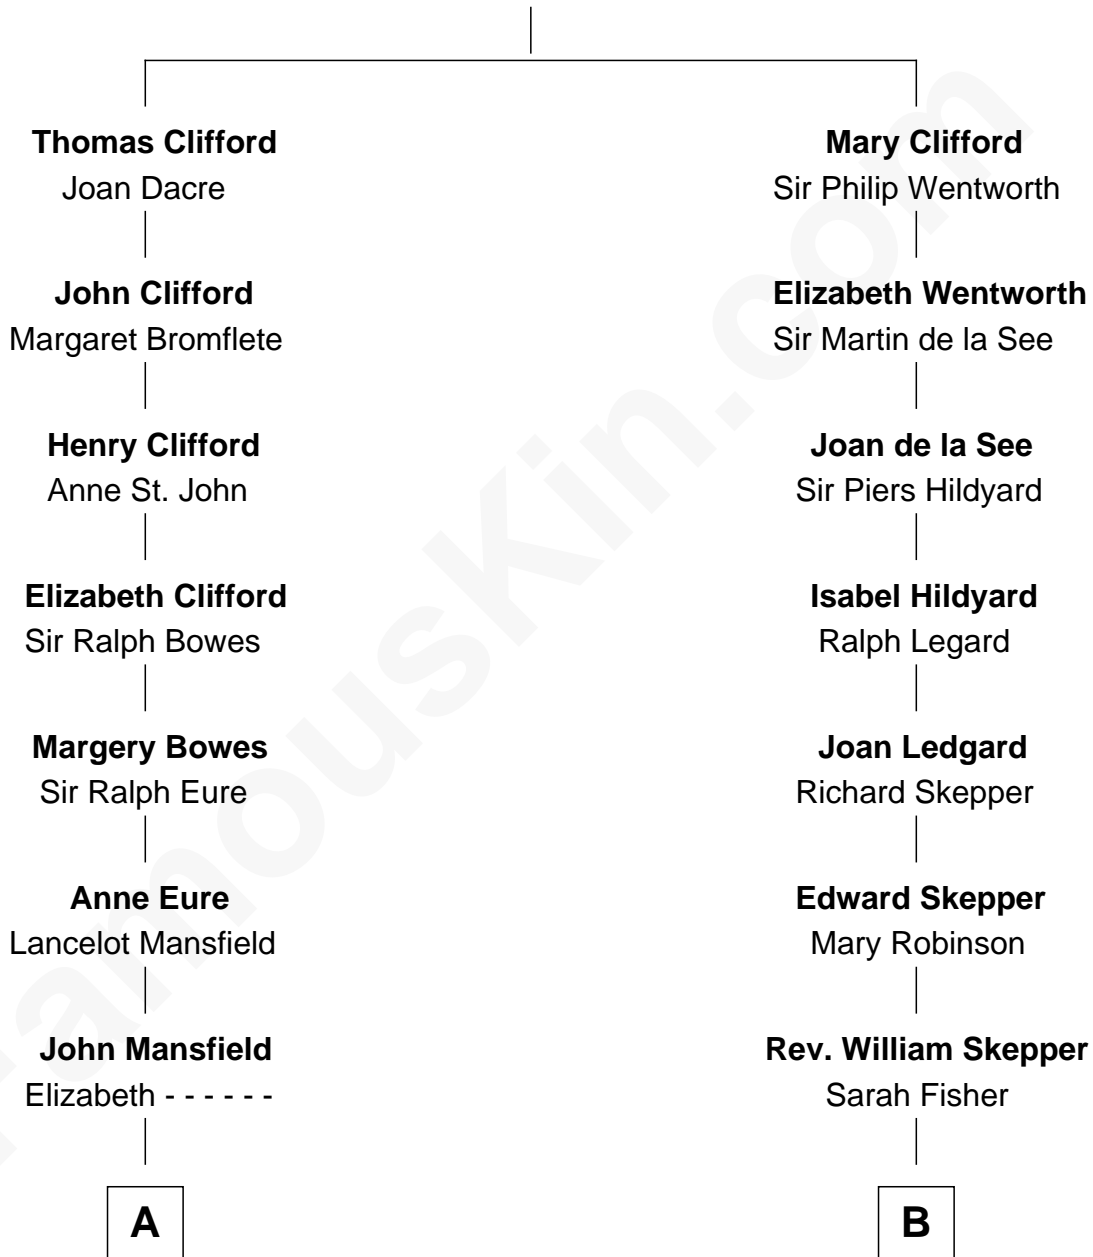 Thomas Clifford
Joan Dacre
John Clifford
Margaret Bromflete
Henry Clifford
Anne St. John
Elizabeth Clifford
Sir Ralph Bowes
Margery Bowes
Sir Ralph Eure
Anne Eure
Lancelot Mansfield
John Mansfield
Elizabeth - - - - - -
A
Mary Clifford
Sir Philip Wentworth
Elizabeth Wentworth
Sir Martin de la See
Joan de la See
Sir Piers Hildyard
Isabel Hildyard
Ralph Legard
Joan Ledgard
Richard Skepper
Edward Skepper
Mary Robinson
Rev. William Skepper
Sarah Fisher
B
FamousKin.com